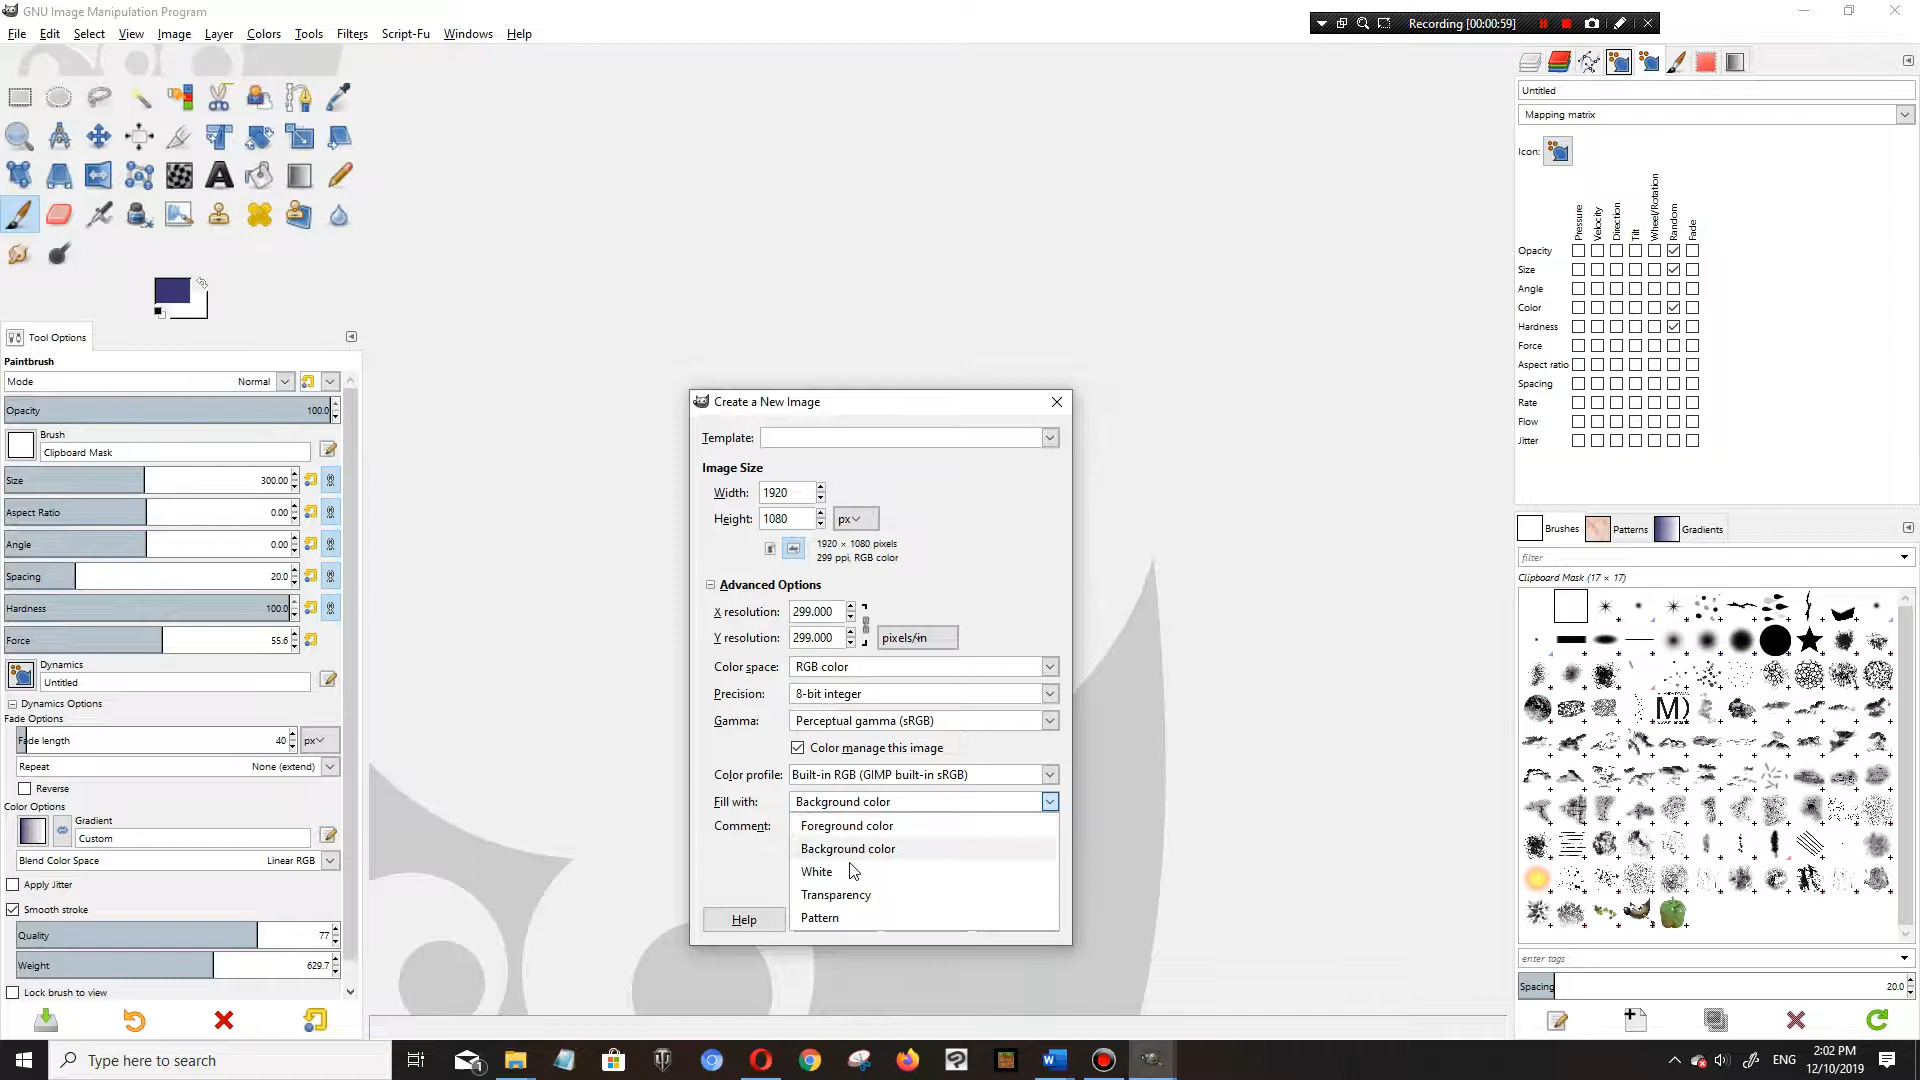 GNU Image Manipulation Program
Recording [00:00:59]
File Edit Select View Image Layer Colors Tools Filters Script-Fu Windows Help
Untitled
Mapping matrix
Icon:
Pressure Velocity Direction Tilt Wheel/Rotation Random Fade
Opacity
Size
Angle
Color
Hardness
Force
Aspect ratio
Spacing
Rate
Flow
Jitter
Tool Options
Paintbrush
Mode Normal
Opacity 100.0
Brush
Clipboard Mask
Size 300.00
Aspect Ratio 0.00
Angle 0.00
Spacing 20.0
Hardness 100.0
Force 55.6
Dynamics
Untitled
Dynamics Options
Fade Options
Fade length 40 px
Repeat None (extend)
Reverse
Color Options
Gradient
Custom
Blend Color Space Linear RGB
Apply Jitter
Smooth stroke
Quality 77
Weight 629.7
Lock brush to view
Create a New Image
Template:
Image Size
Width: 1920
Height: 1080 px
1920 × 1080 pixels
299 ppi, RGB color
Advanced Options
X resolution: 299.000
Y resolution: 299.000 pixels/in
Color space: RGB color
Precision: 8-bit integer
Gamma: Perceptual gamma (sRGB)
Color manage this image
Color profile: Built-in RGB (GIMP built-in sRGB)
Fill with: Background color
Comment:
Foreground color
Background color
White
Transparency
Pattern
Help
Brushes Patterns Gradients
filter
Clipboard Mask (17 × 17)
M)
enter tags
Spacing 20.0
Type here to search
1
ENG
2:02 PM
12/10/2019